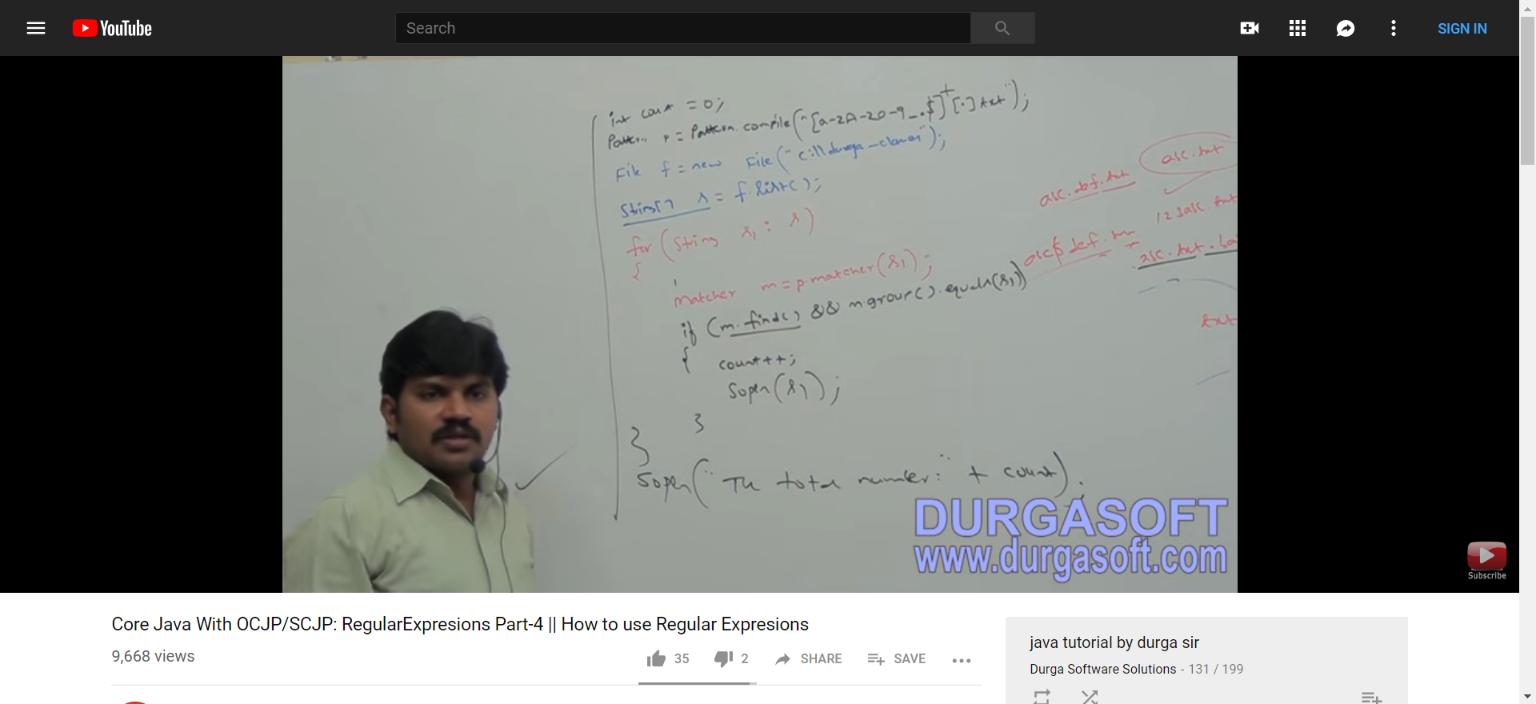 YouTube
Search
SIGN IN
int count = 0;
Pattern p = Pattern.compile("[a-zA-Z0-9_.$]+[.]txt");
File f = new File("c:\\durga-classes");
String[] s = f.list();
for (String s1 : s)
{
Matcher m = p.matcher(s1);
if (m.find() && m.group().equals(s1))
{
count++;
Sopln(s1);
}
}
Sopln("The total number:" + count);
abc.txt
abc.def.txt
123abc.txt
abc$def.txt
abc.txt.ba
txt
DURGASOFT
www.durgasoft.com
Subscribe
Core Java With OCJP/SCJP: RegularExpresions Part-4 || How to use Regular Expresions
9,668 views
35
2
SHARE
SAVE
java tutorial by durga sir
Durga Software Solutions - 131 / 199